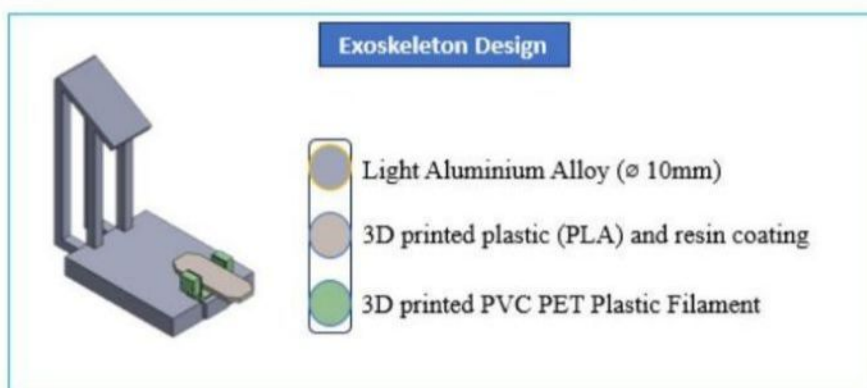 Exoskeleton Design
Light Aluminium Alloy (ø 10mm)
3D printed plastic (PLA) and resin coating
3D printed PVC PET Plastic Filament